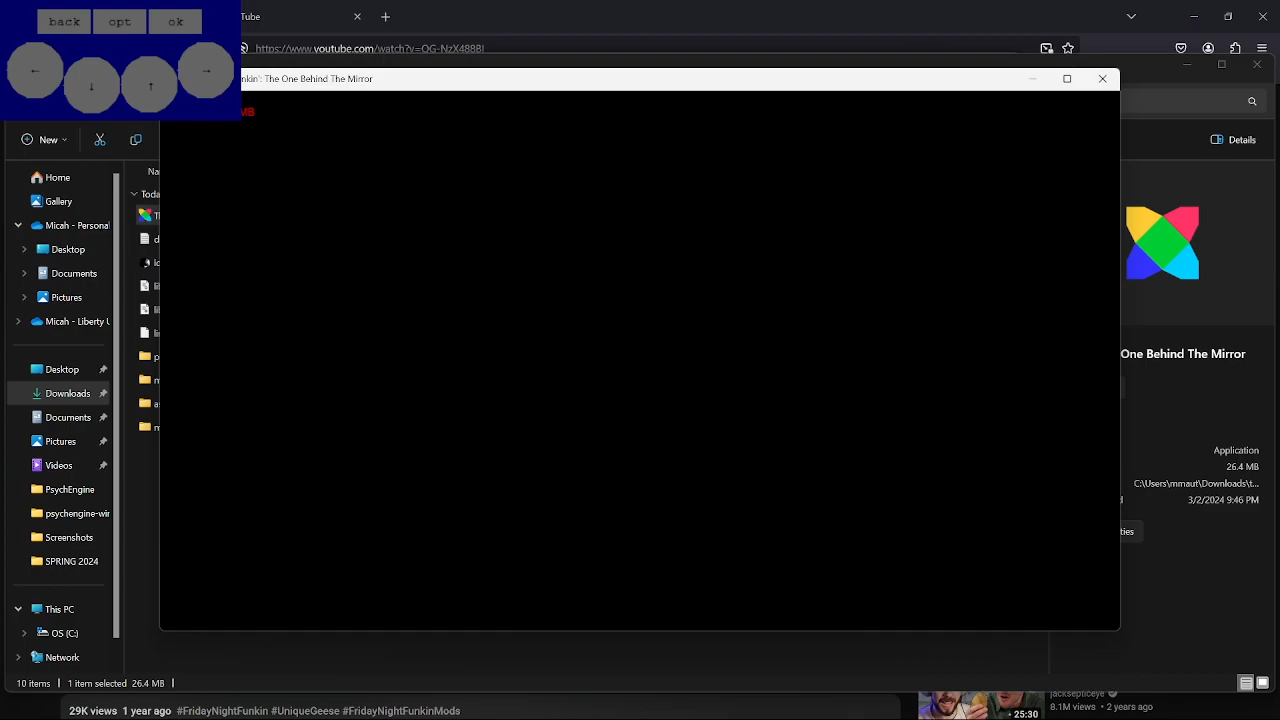 back opt ok
← ↓ ↑ →
Tube
https://www.youtube.com/watch?v=OG-NzX488BI
nkin': The One Behind The Mirror
MB
New
Details
Home
Gallery
Micah - Personal
Desktop
Documents
Pictures
Micah - Liberty U
Desktop
Downloads
Documents
Pictures
Videos
PsychEngine
psychengine-win
Screenshots
SPRING 2024
This PC
OS (C:)
Network
Na
Toda
One Behind The Mirror
Application
26.4 MB
C:\Users\mmaut\Downloads\t...
3/2/2024 9:46 PM
ties
10 items 1 item selected 26.4 MB
29K views 1 year ago #FridayNightFunkin #UniqueGeese #FridayNightFunkinMods
25:30
jacksepticeye
8.1M views • 2 years ago